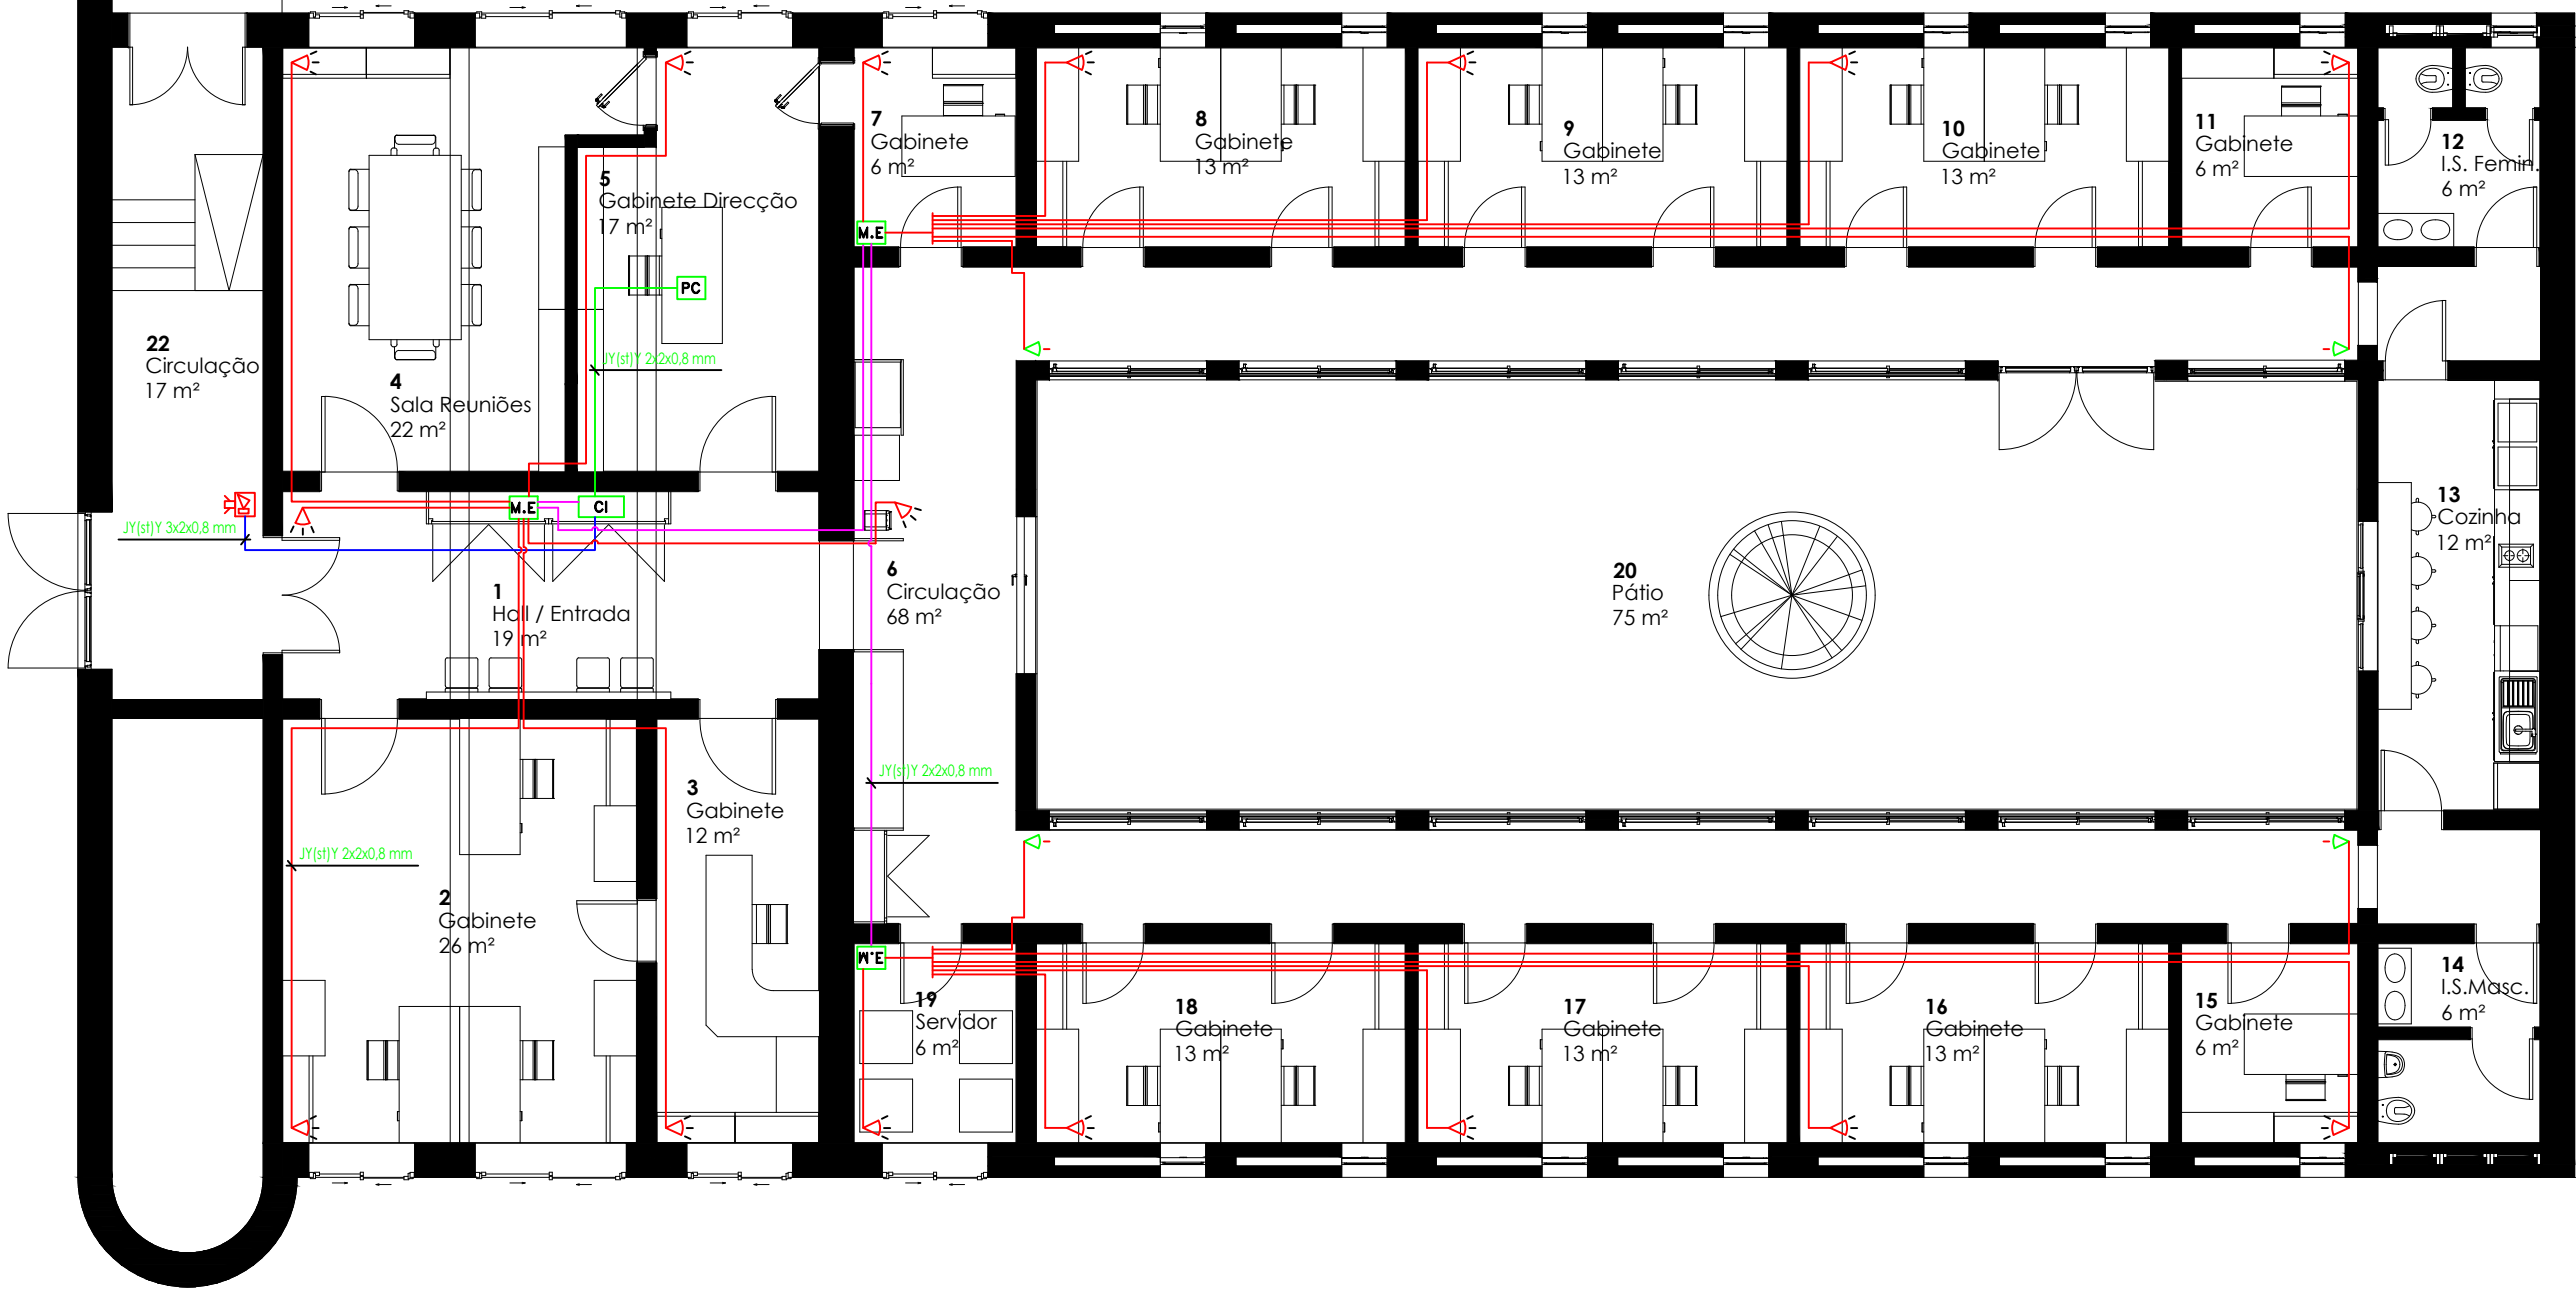 7
Gabinete
6 m²
8
Gabinete
13 m²
9
Gabinete
13 m²
10
Gabinete
13 m²
11
Gabinete
6 m²
12
I.S. Femin.
6 m²
5
Gabinete Direcção
17 m²
M.E
PC
22
Circulação
17 m²
JY(st)Y 2x2x0,8 mm
4
Sala Reuniões
22 m²
M.E
CI
JY(st)Y 3x2x0,8 mm
13
Cozinha
12 m²
6
Circulação
68 m²
20
Pátio
75 m²
1
Hall / Entrada
19 m²
JY(st)Y 2x2x0,8 mm
3
Gabinete
12 m²
JY(st)Y 2x2x0,8 mm
2
Gabinete
26 m²
M.E
19
Servidor
6 m²
18
Gabinete
13 m²
17
Gabinete
13 m²
16
Gabinete
13 m²
15
Gabinete
6 m²
14
I.S.Masc.
6 m²